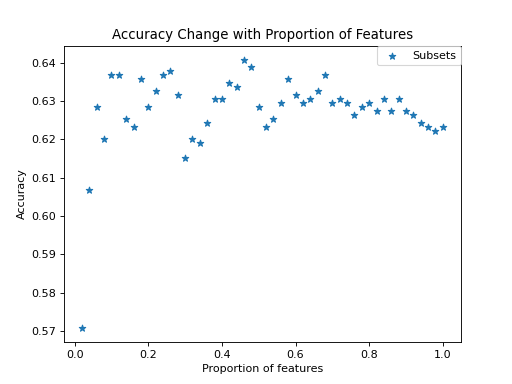 Accuracy Change with Proportion of Features
Subsets
0.64
0.63
0.62
0.61
0.60
0.59
0.58
0.57
Accuracy
0.0 0.2 0.4 0.6 0.8 1.0
Proportion of features